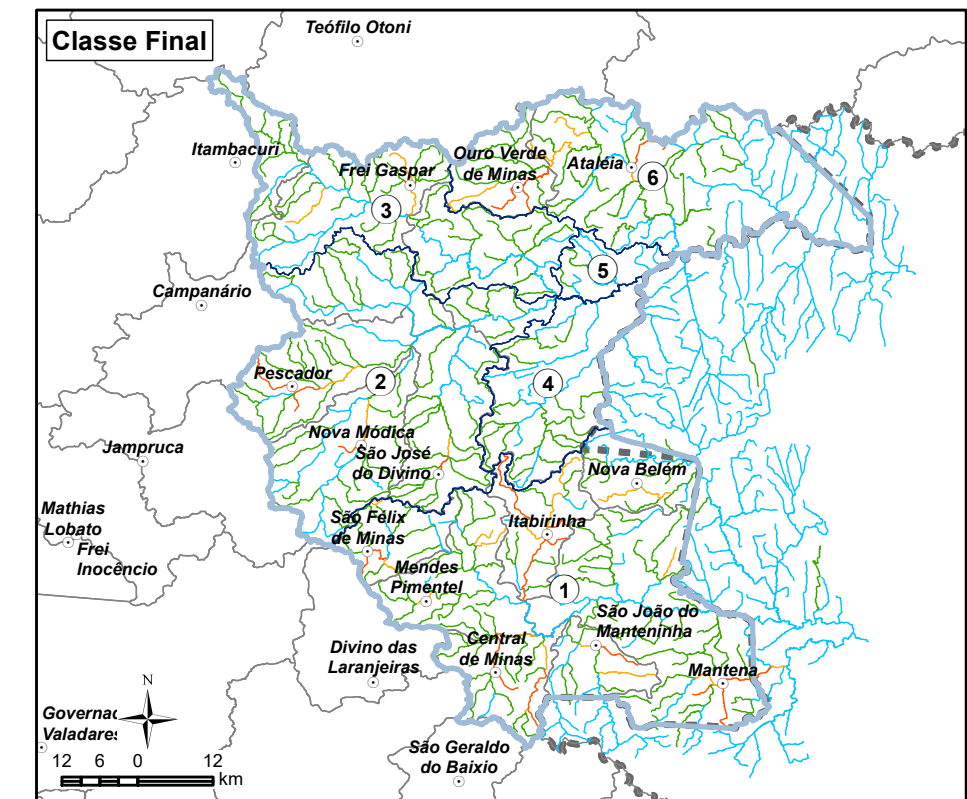 Classe Final
Teófilo Otoni
Itambacuri
Frei Gaspar
Ouro Verde
de Minas
Ataléia
6
3
5
Campanário
Pescador
2
4
Nova Módica
São José
do Divino
Jampruca
Nova Belém
Mathias
Lobato
Frei
Inocêncio
São Félix
de Minas
Itabirinha
Mendes
Pimentel
1
São João do
Manteninha
Divino das
Laranjeiras
Central
de Minas
Mantena
N
Governad
Valadares
São Geraldo
do Baixio
12 6 0 12
km